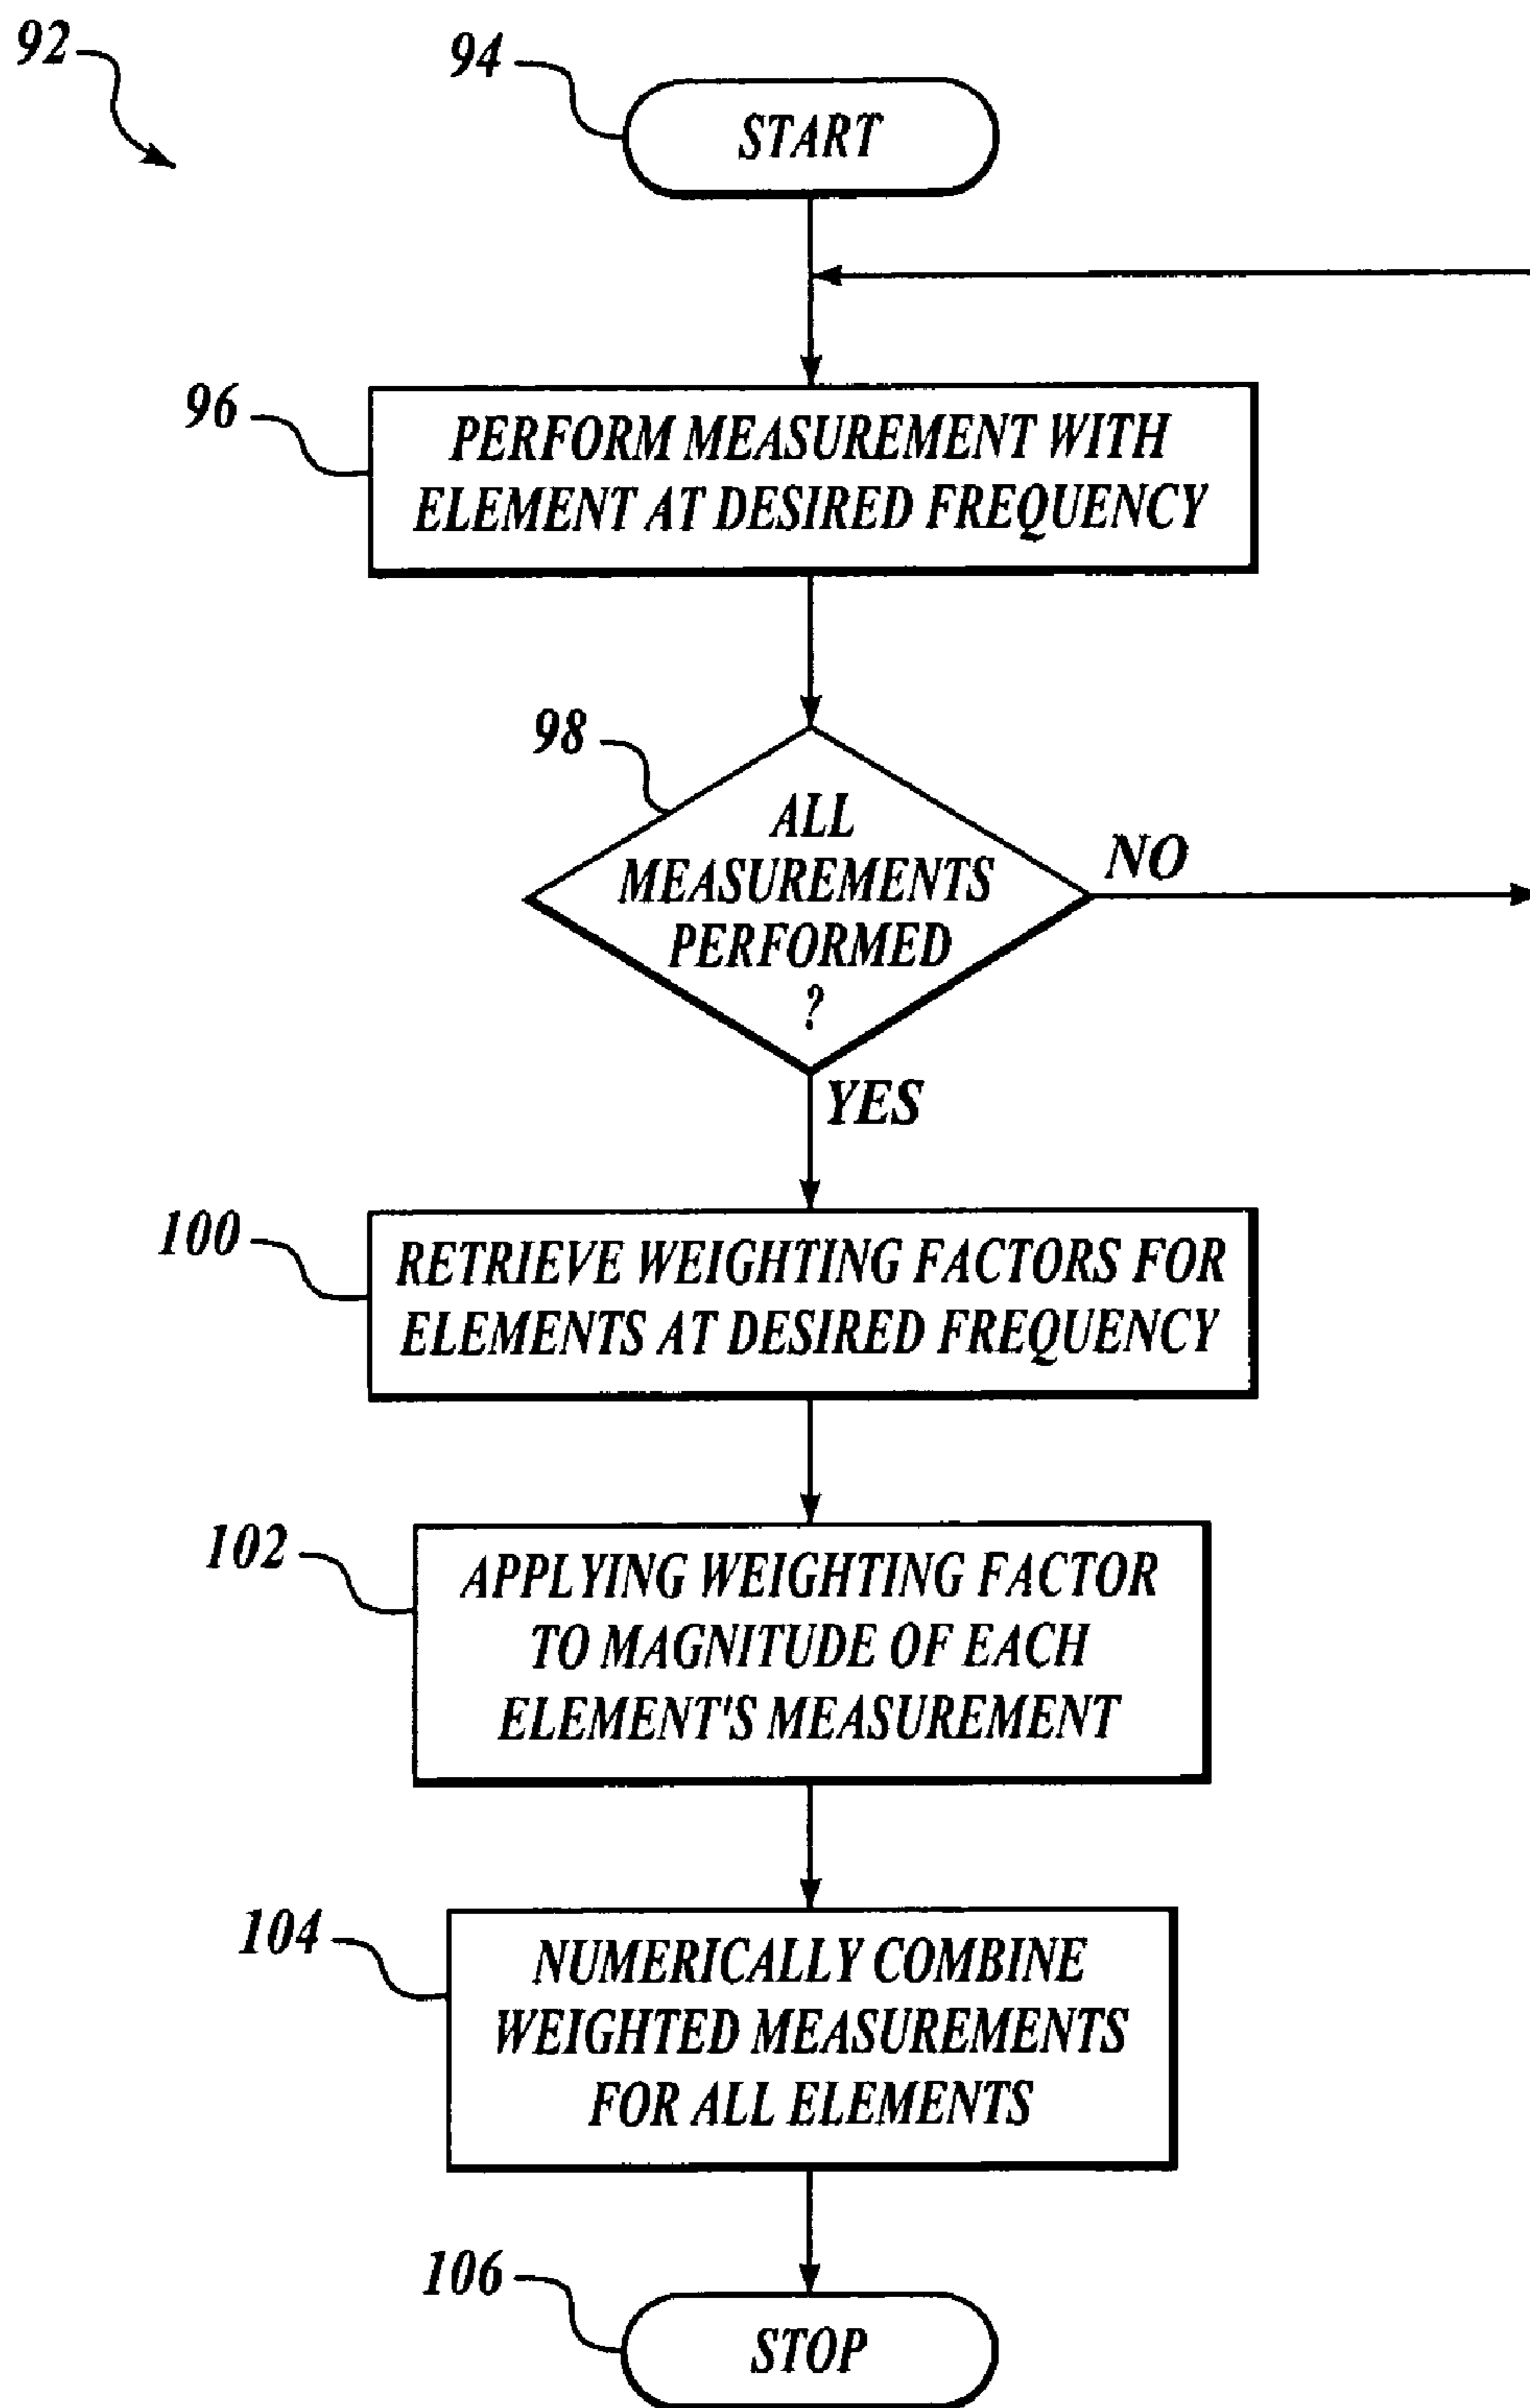 92
94
START
96
PERFORM MEASUREMENT WITH
ELEMENT AT DESIRED FREQUENCY
98
ALL
MEASUREMENTS
PERFORMED
?
NO
YES
100
RETRIEVE WEIGHTING FACTORS FOR
ELEMENTS AT DESIRED FREQUENCY
102
APPLYING WEIGHTING FACTOR
TO MAGNITUDE OF EACH
ELEMENT'S MEASUREMENT
104
NUMERICALLY COMBINE
WEIGHTED MEASUREMENTS
FOR ALL ELEMENTS
106
STOP